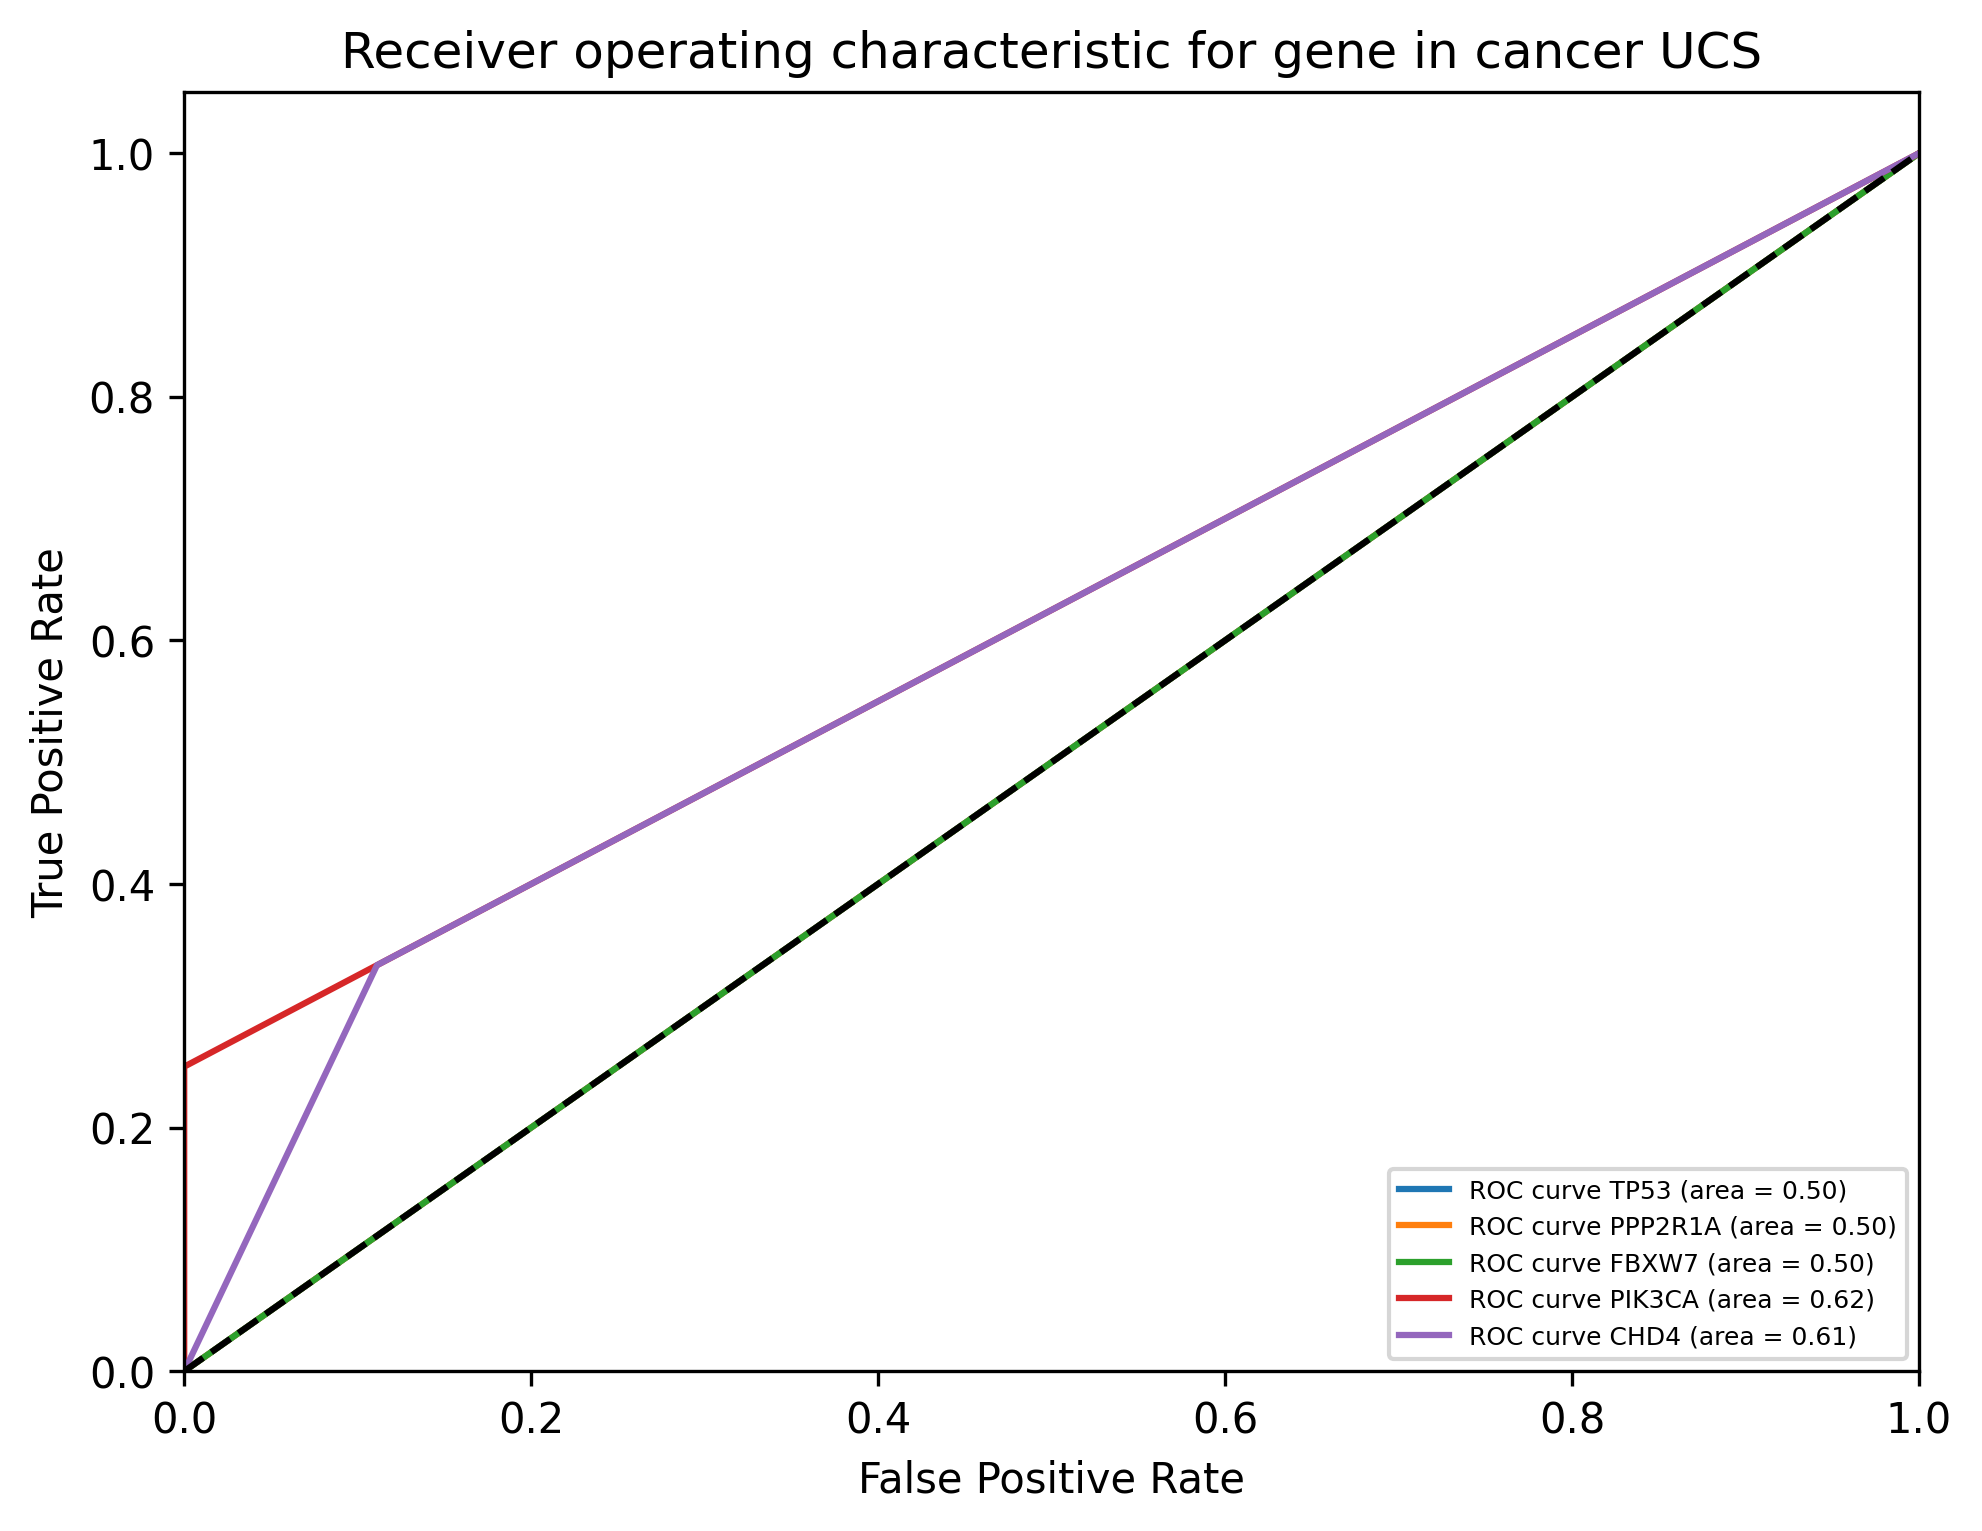 Receiver operating characteristic for gene in cancer UCS
1.0
0.8
0.6
0.4
0.2
0.0
True Positive Rate
0.0 0.2 0.4 0.6 0.8 1.0
False Positive Rate
ROC curve TP53 (area = 0.50)
ROC curve PPP2R1A (area = 0.50)
ROC curve FBXW7 (area = 0.50)
ROC curve PIK3CA (area = 0.62)
ROC curve CHD4 (area = 0.61)